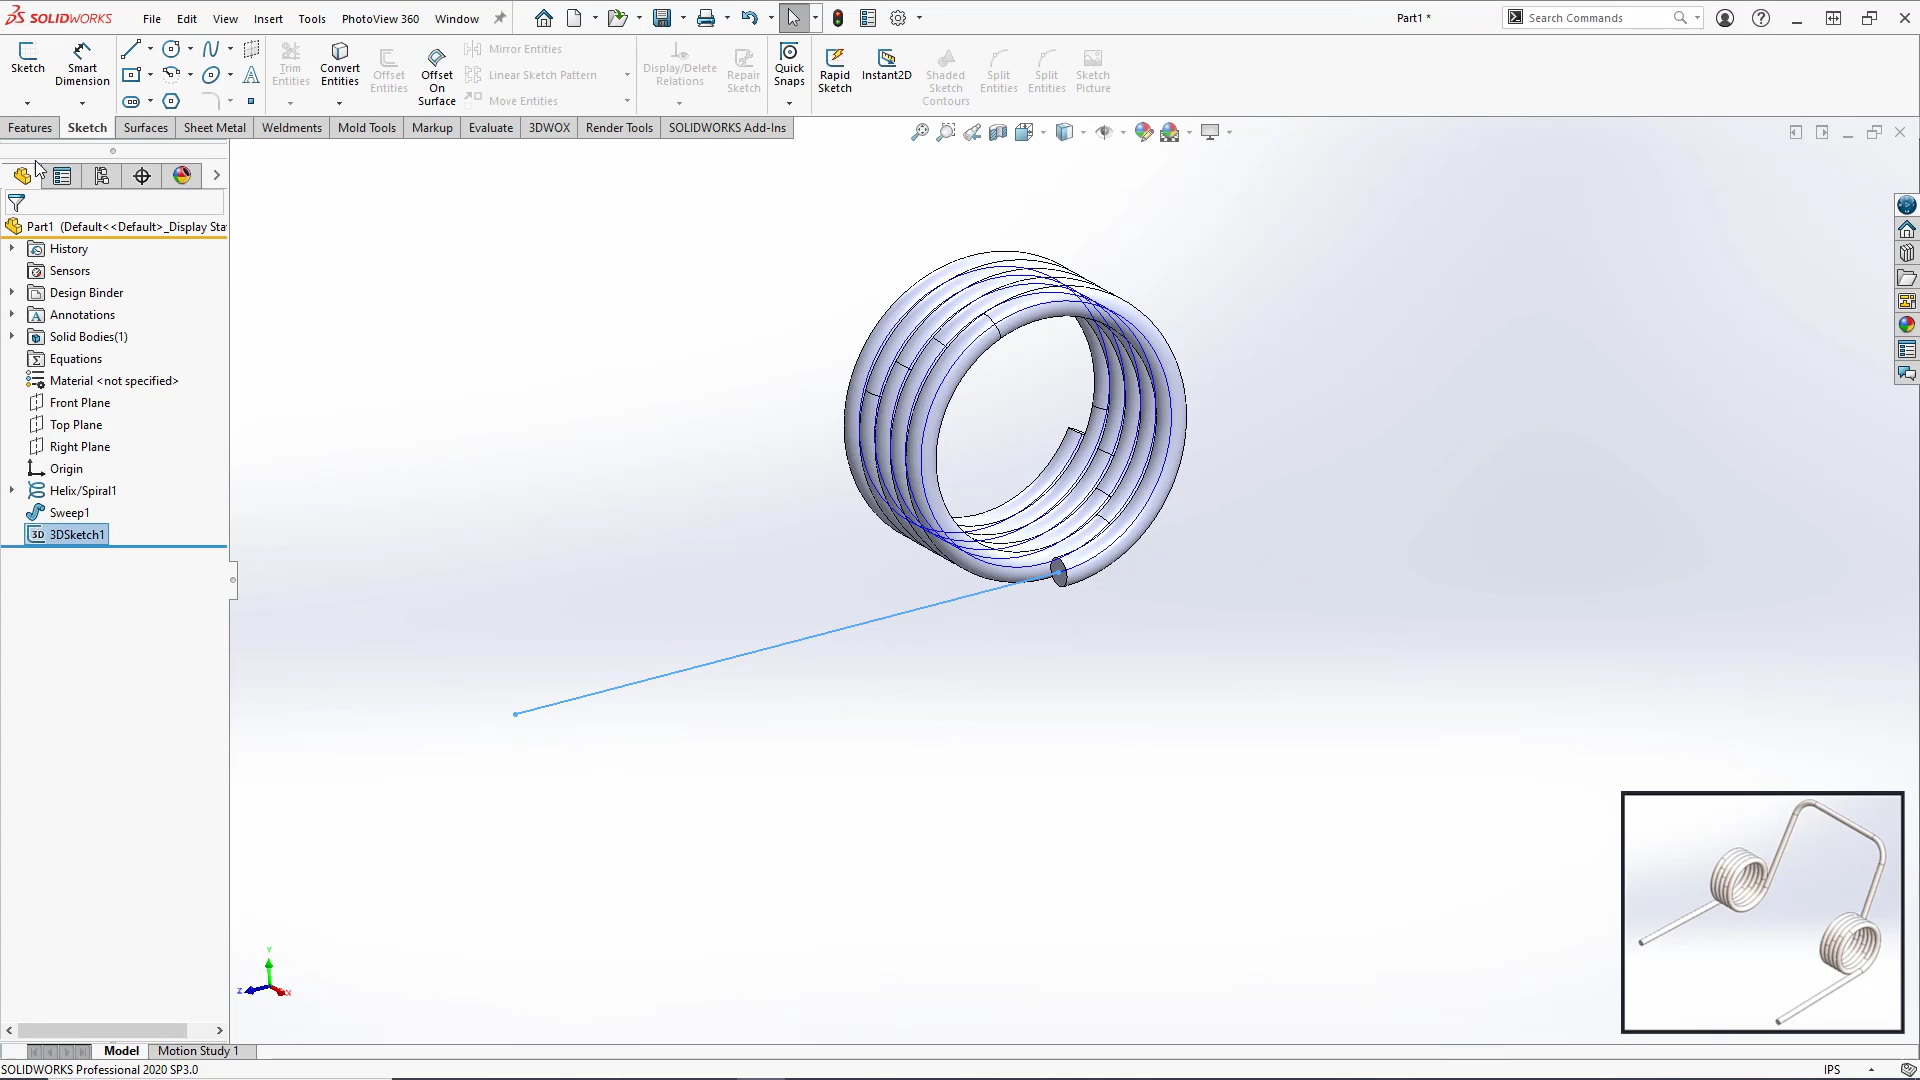 SOLIDWORKS File Edit View Insert Tools PhotoView 360 Window Part1 * Search Commands
Sketch
Smart Dimension
Trim Entities
Convert Entities
Offset Entities
Offset On Surface
Mirror Entities
Linear Sketch Pattern
Move Entities
Display/Delete Relations
Repair Sketch
Quick Snaps
Rapid Sketch
Instant2D
Shaded Sketch Contours
Split Entities
Split Entities
Sketch Picture
Features Sketch Surfaces Sheet Metal Weldments Mold Tools Markup Evaluate 3DWOX Render Tools SOLIDWORKS Add-Ins
Part1 (Default<<Default>_Display Sta
History
Sensors
Design Binder
A Annotations
Solid Bodies(1)
Equations
Material <not specified>
Front Plane
Top Plane
Right Plane
Origin
Helix/Spiral1
Sweep1
3D 3DSketch1
Y
Z X
Model Motion Study 1
SOLIDWORKS Professional 2020 SP3.0 IPS